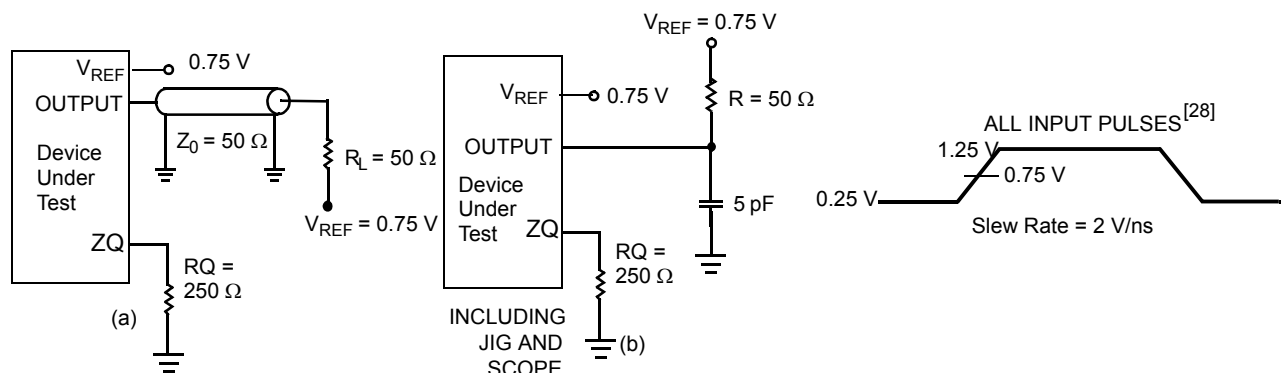 V_REF 0.75 V
OUTPUT
Z₀ = 50 Ω
Device
Under
Test
R_L = 50 Ω
V_REF = 0.75 V
ZQ
RQ =
250 Ω
(a)
V_REF = 0.75 V
R = 50 Ω
V_REF 0.75 V
OUTPUT
Device
Under
Test
5 pF
ZQ
RQ =
250 Ω
INCLUDING
JIG AND
SCOPE
(b)
ALL INPUT PULSES[28]
1.25 V
0.75 V
0.25 V
Slew Rate = 2 V/ns